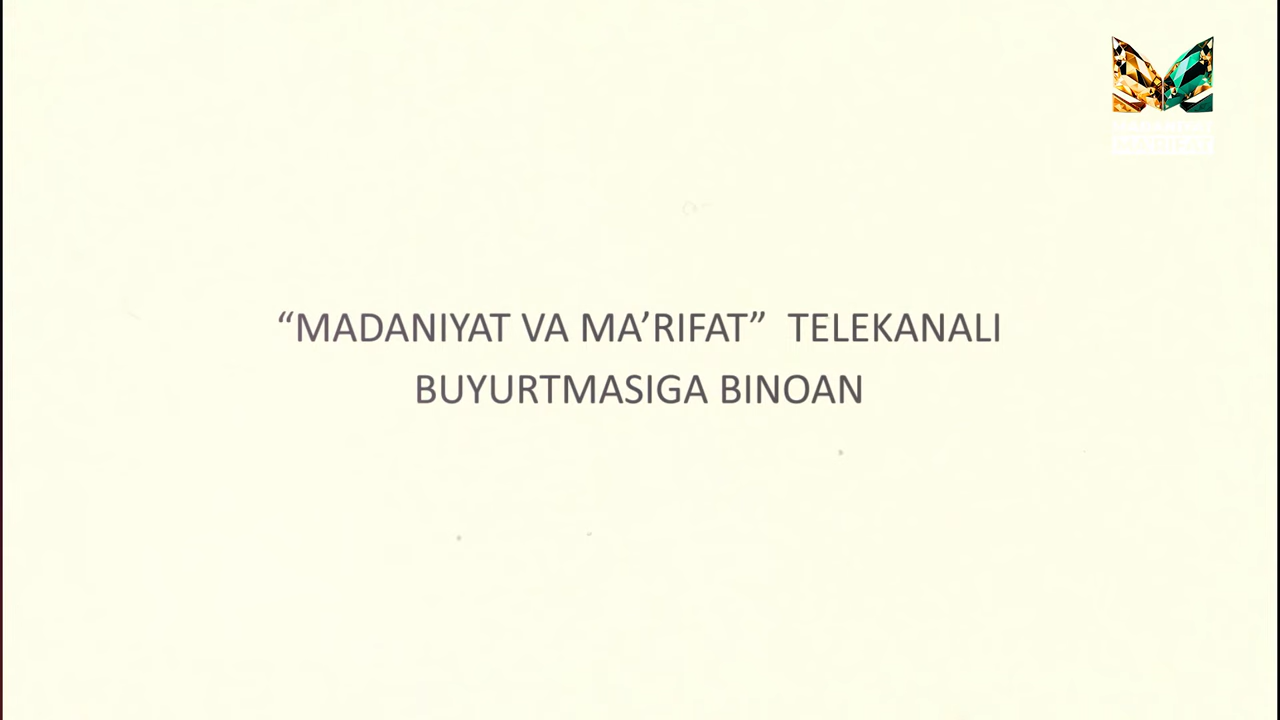 “MADANIYAT VA MA’RIFAT” TELEKANALI
BUYURTMASIGA BINOAN